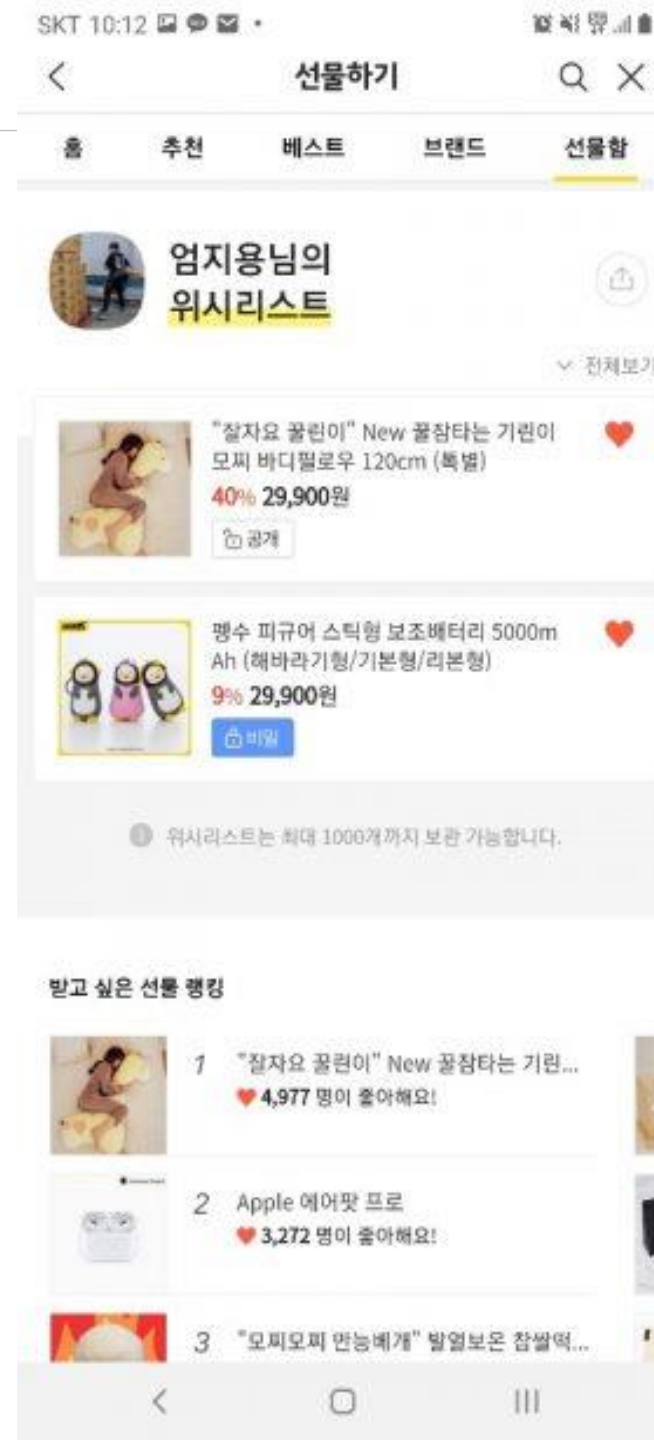 SKT 10:12
선물하기
홈 추천 베스트 브랜드 선물함
엄지용님의
위시리스트
전체보기
"잘자요 꿀린이" New 꿀잠타는 기린이
모찌 바디필로우 120cm (특별)
40% 29,900원
공개
펭수 피규어 스틱형 보조배터리 5000m
Ah (해바라기형/기본형/리본형)
9% 29,900원
비밀
위시리스트는 최대 1000개까지 보관 가능합니다.
받고 싶은 선물 랭킹
1 "잘자요 꿀린이" New 꿀잠타는 기린...
4,977 명이 좋아해요!
2 Apple 에어팟 프로
3,272 명이 좋아해요!
3 "모찌모찌 만능베개" 발열보온 찹쌀떡...